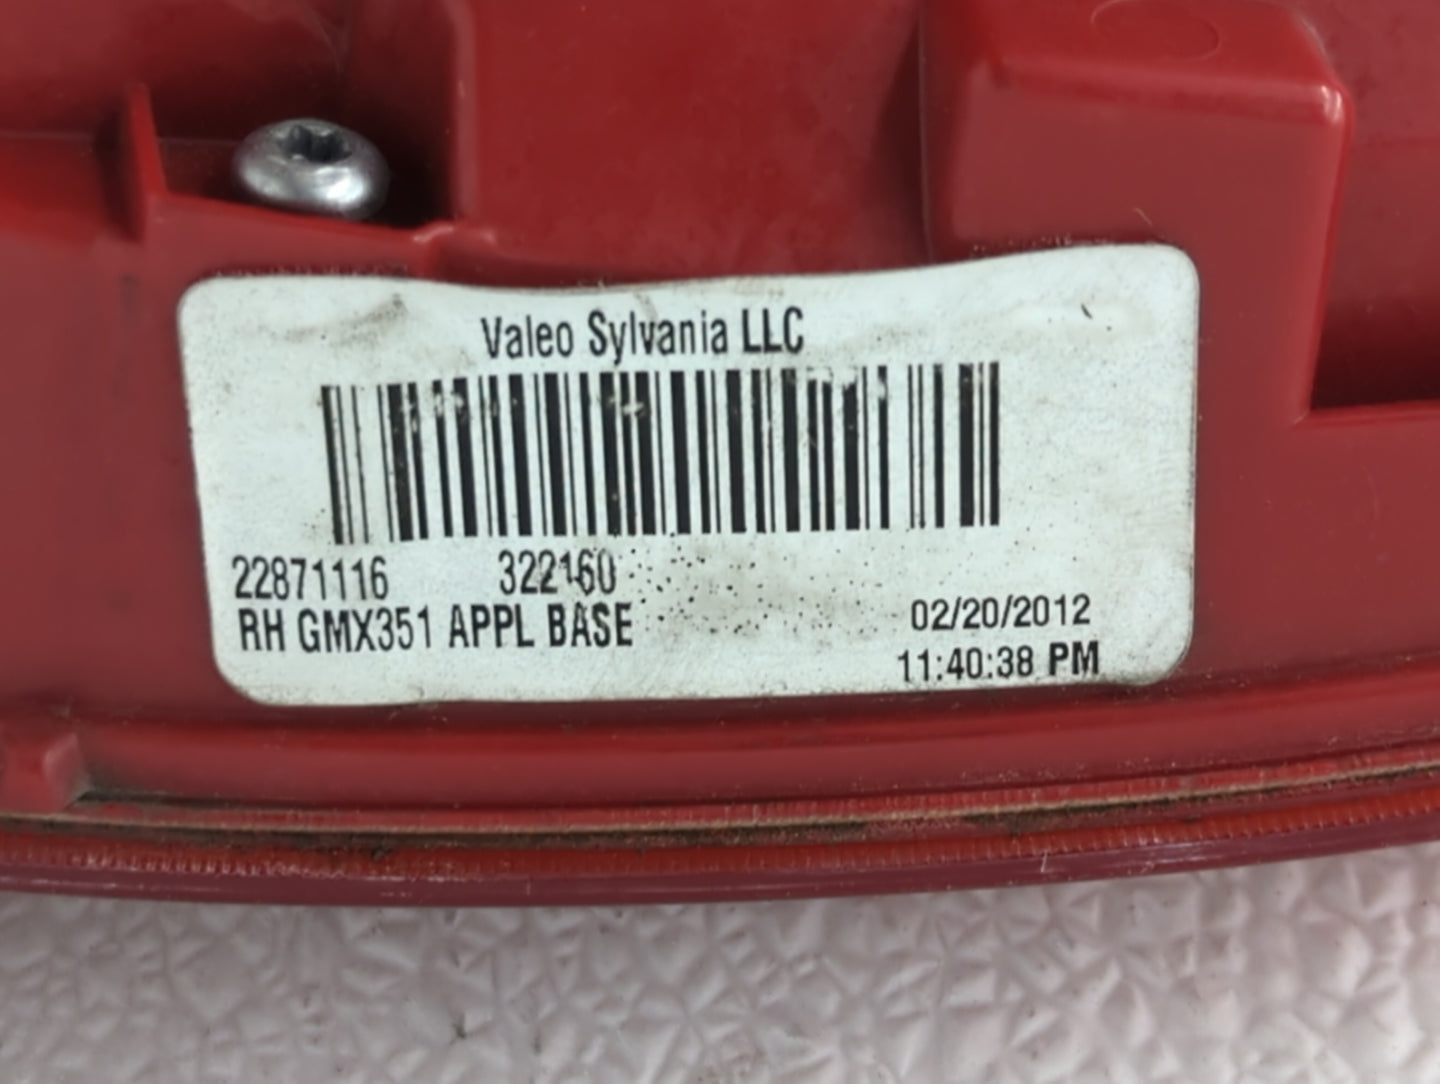 Valeo Sylvania LLC
22871116 322160
RH GMX351 APPL BASE
02/20/2012
11:40:38 PM